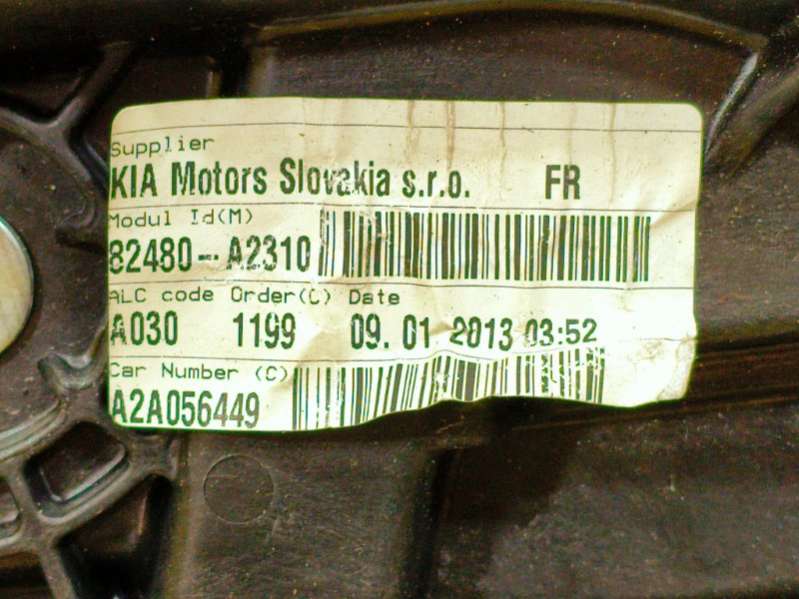 Supplier
KIA Motors Slovakia s.r.o. FR
Modul Id(M)
82480-A2310
ALC code Order(C) Date
A030 1199 09.01 2013 03:52
Car Number (C)
A2A056449